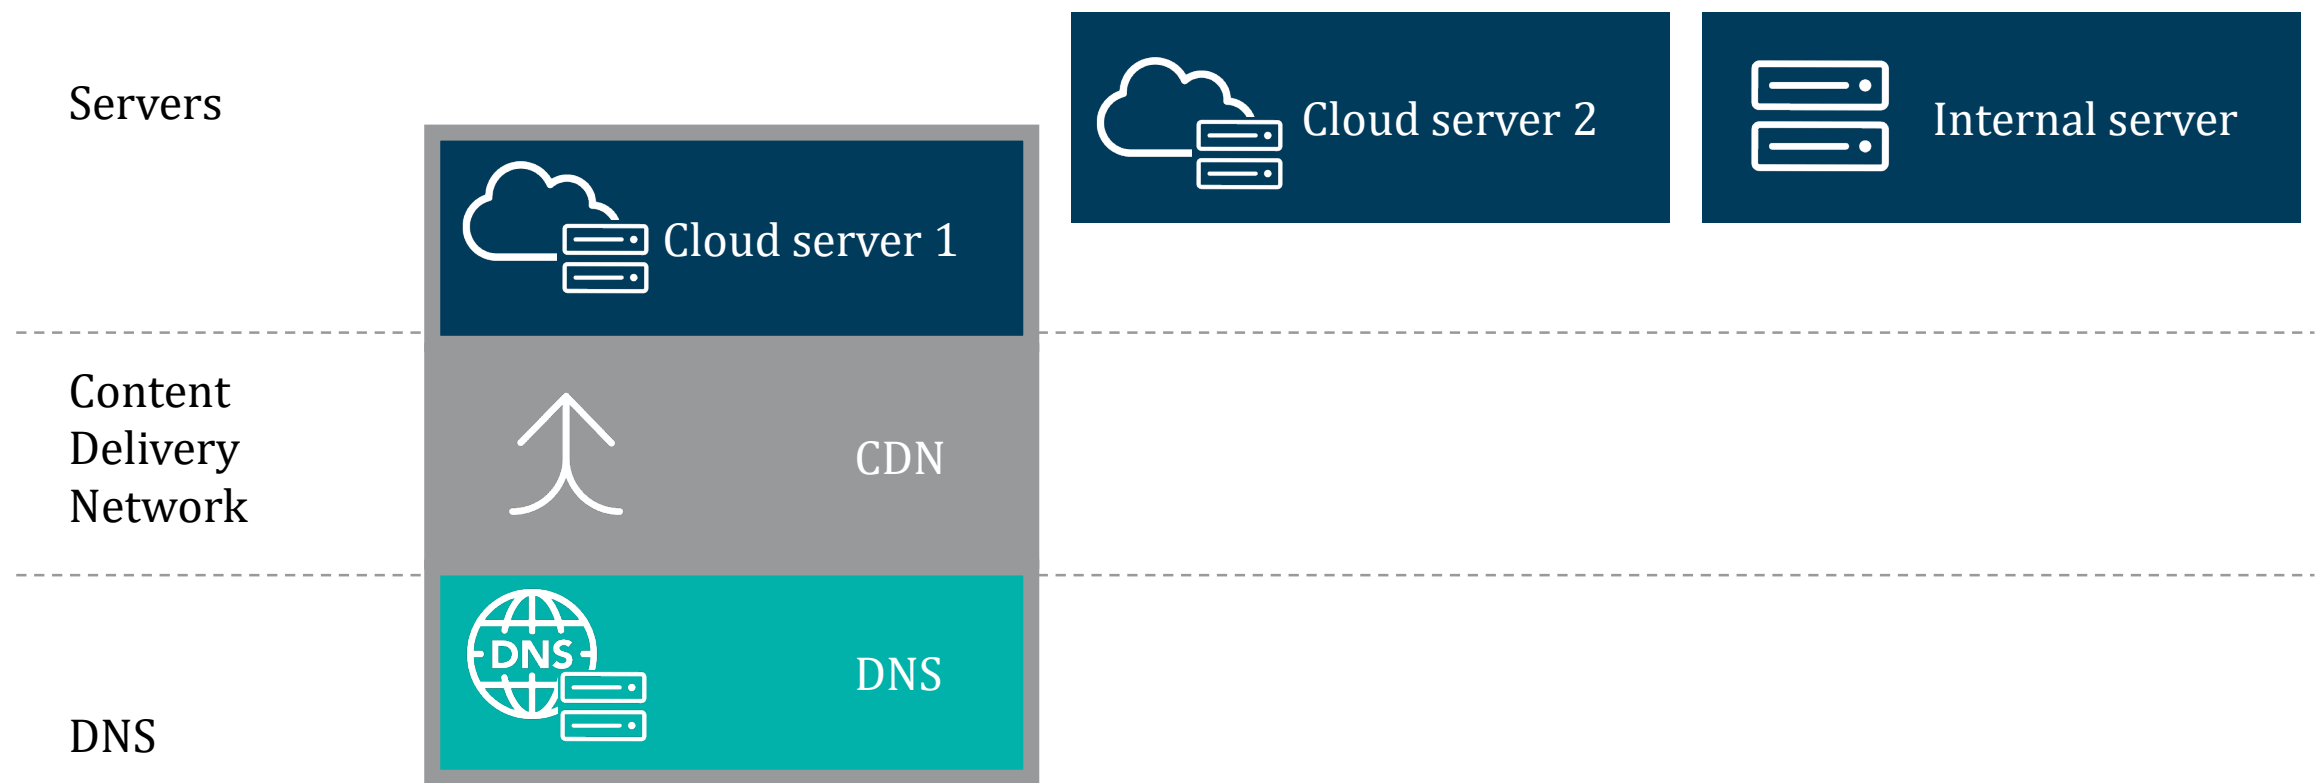 Servers
Cloud server 1
Cloud server 2
Internal server
Content
Delivery
Network
CDN
DNS
DNS
DNS